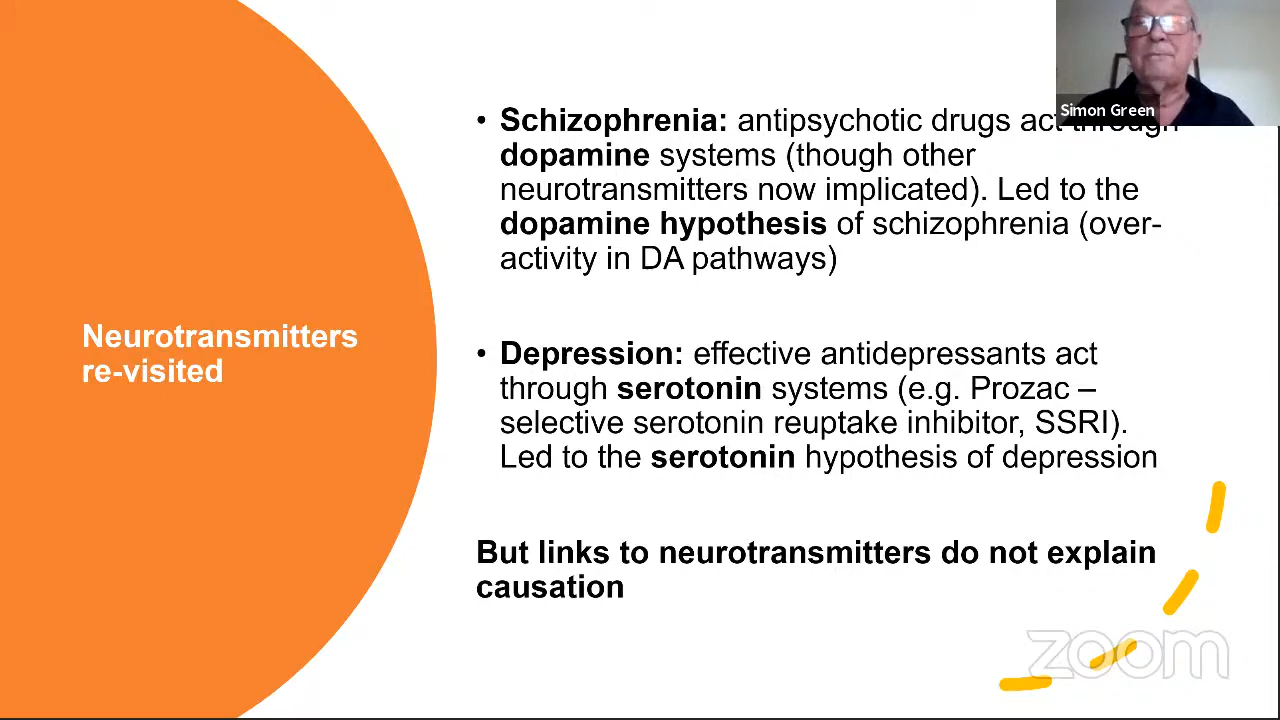 Simon Green
Neurotransmitters
re-visited
• Schizophrenia: antipsychotic drugs act through
dopamine systems (though other
neurotransmitters now implicated). Led to the
dopamine hypothesis of schizophrenia (over-
activity in DA pathways)
• Depression: effective antidepressants act
through serotonin systems (e.g. Prozac –
selective serotonin reuptake inhibitor, SSRI).
Led to the serotonin hypothesis of depression
But links to neurotransmitters do not explain
causation
zoom